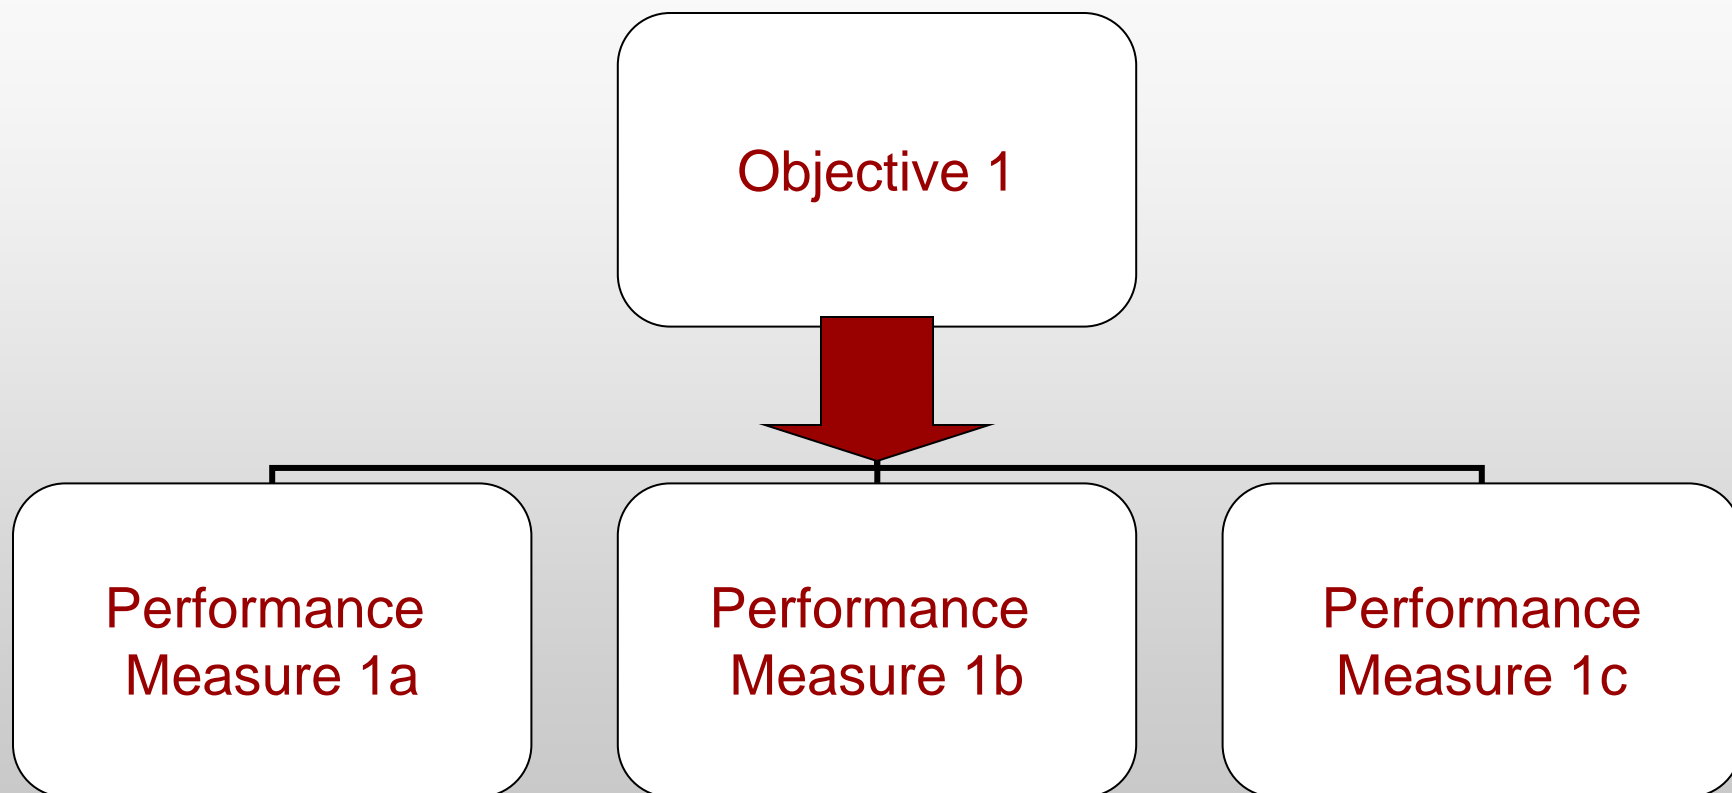 Objective 1
Performance
Measure 1a
Performance
Measure 1b
Performance
Measure 1c